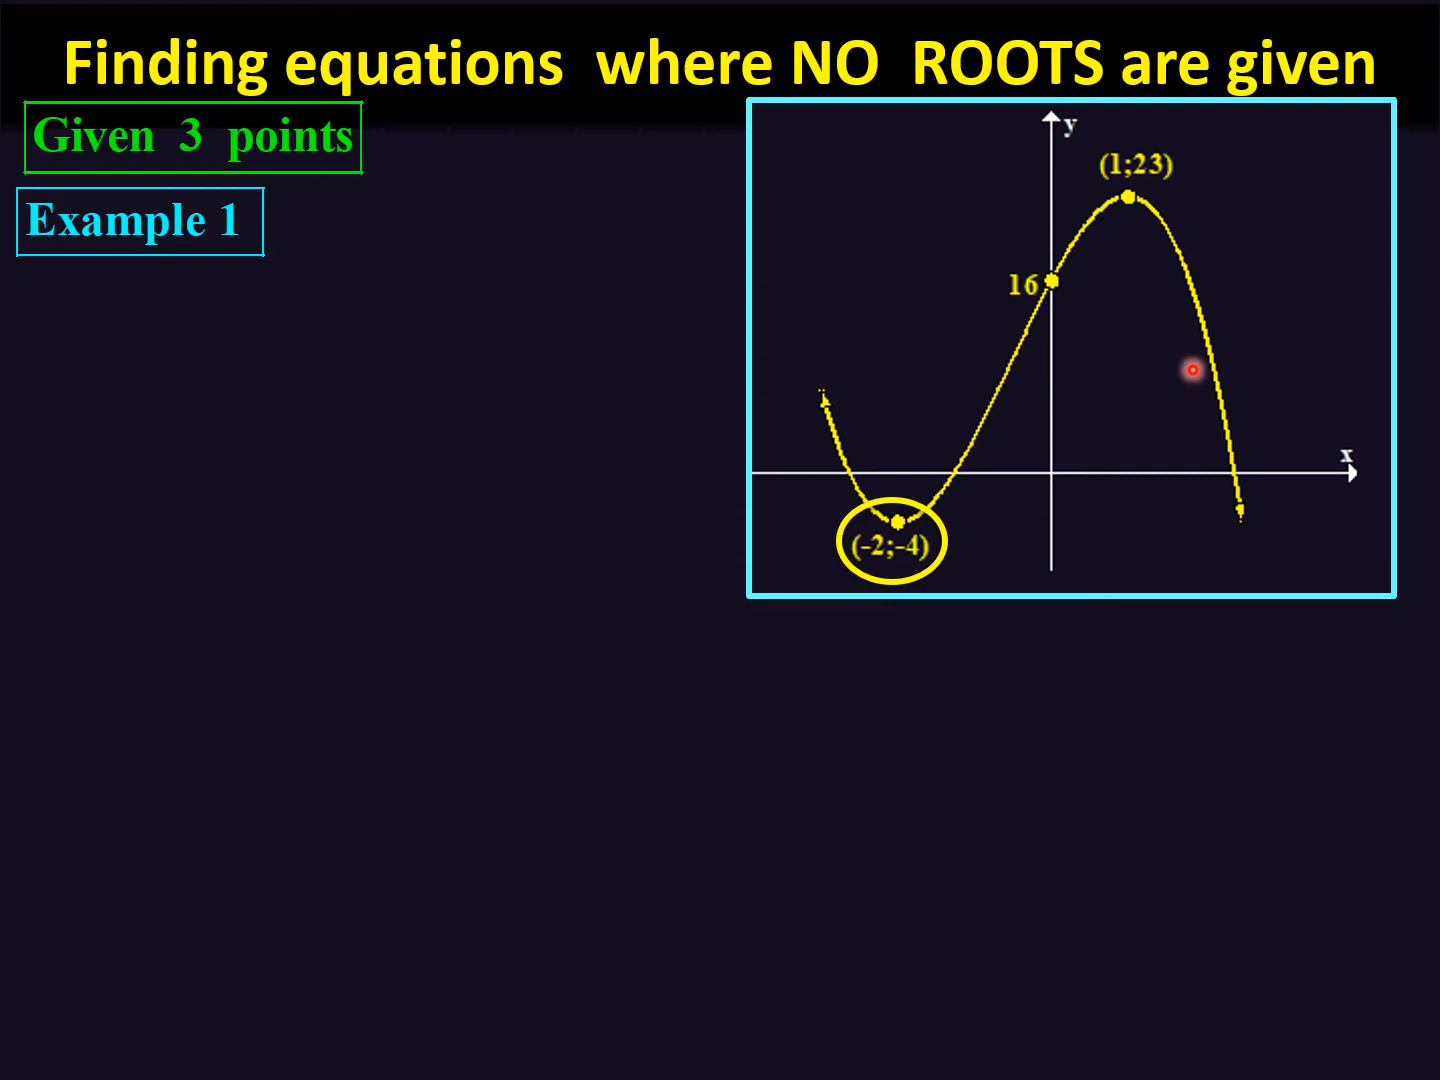 Finding equations where NO ROOTS are given
Given 3 points
Example 1
y
(1;23)
16
x
(-2;-4)